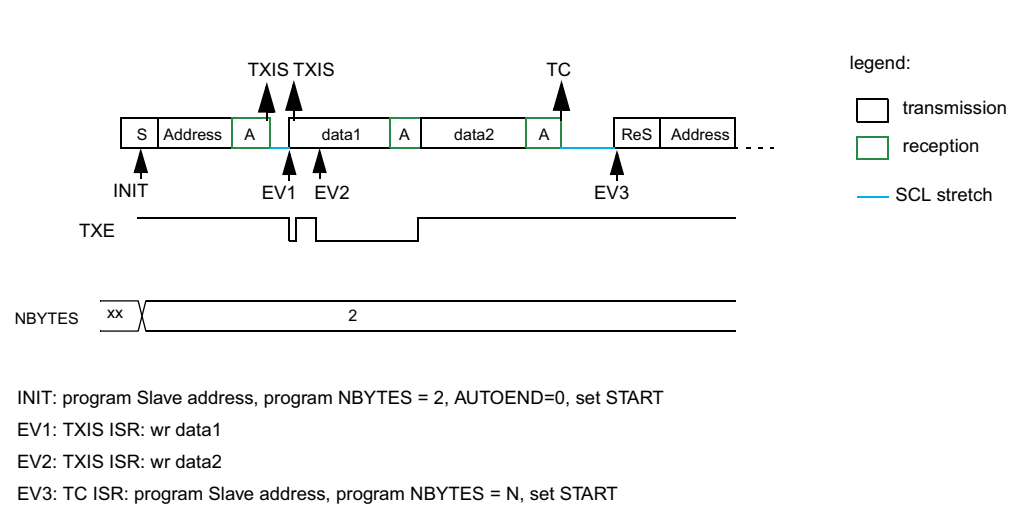 TXIS TXIS TC
legend:
S Address A data1 A data2 A ReS Address
transmission
reception
INIT EV1 EV2 EV3
SCL stretch
TXE
NBYTES xx 2
INIT: program Slave address, program NBYTES = 2, AUTOEND=0, set START
EV1: TXIS ISR: wr data1
EV2: TXIS ISR: wr data2
EV3: TC ISR: program Slave address, program NBYTES = N, set START